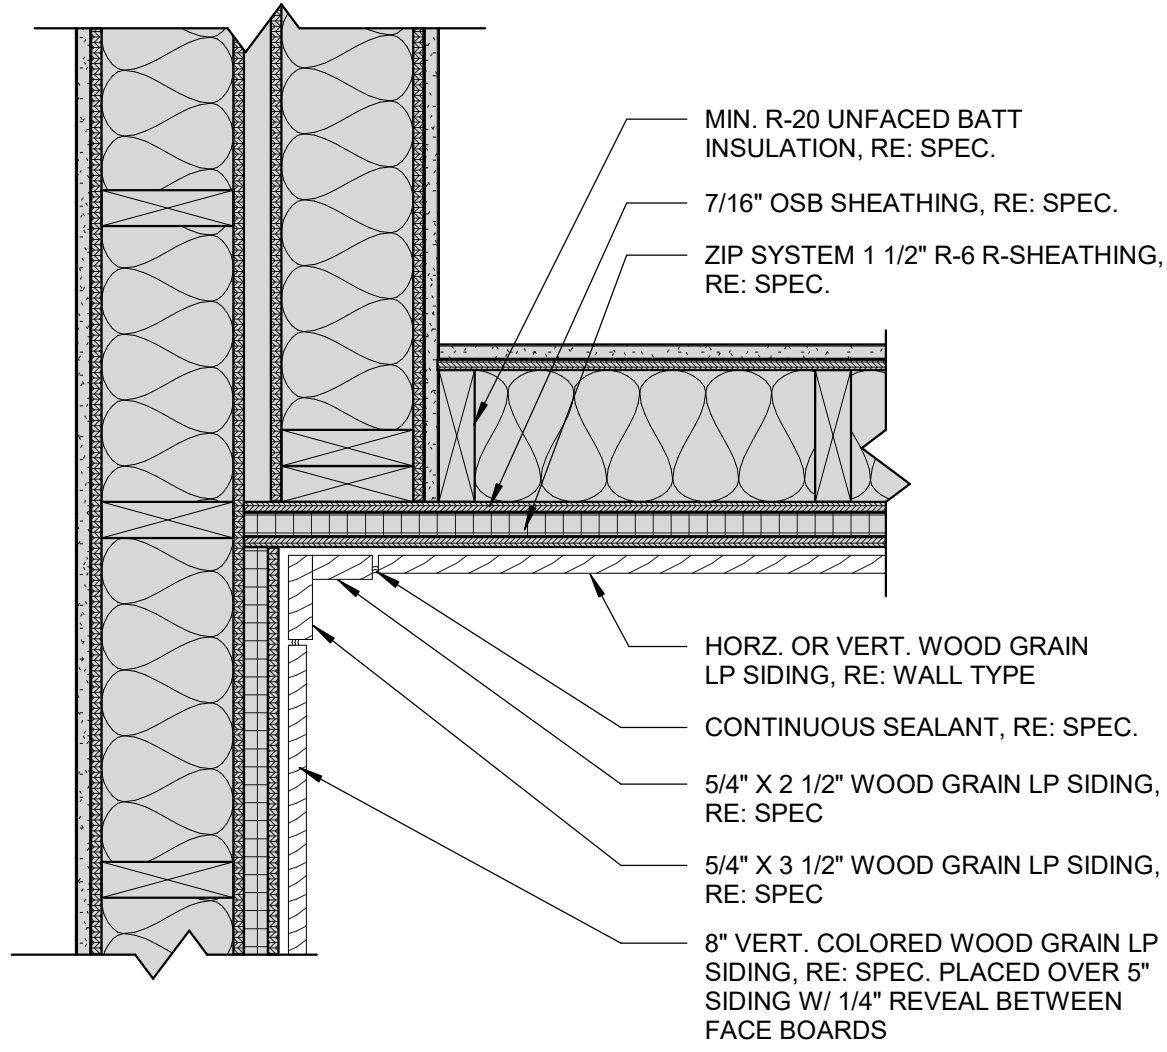 MIN. R-20 UNFACED BATT
INSULATION, RE: SPEC.
7/16" OSB SHEATHING, RE: SPEC.
ZIP SYSTEM 1 1/2" R-6 R-SHEATHING,
RE: SPEC.
HORZ. OR VERT. WOOD GRAIN
LP SIDING, RE: WALL TYPE
CONTINUOUS SEALANT, RE: SPEC.
5/4" X 2 1/2" WOOD GRAIN LP SIDING,
RE: SPEC
5/4" X 3 1/2" WOOD GRAIN LP SIDING,
RE: SPEC
8" VERT. COLORED WOOD GRAIN LP
SIDING, RE: SPEC. PLACED OVER 5"
SIDING W/ 1/4" REVEAL BETWEEN
FACE BOARDS